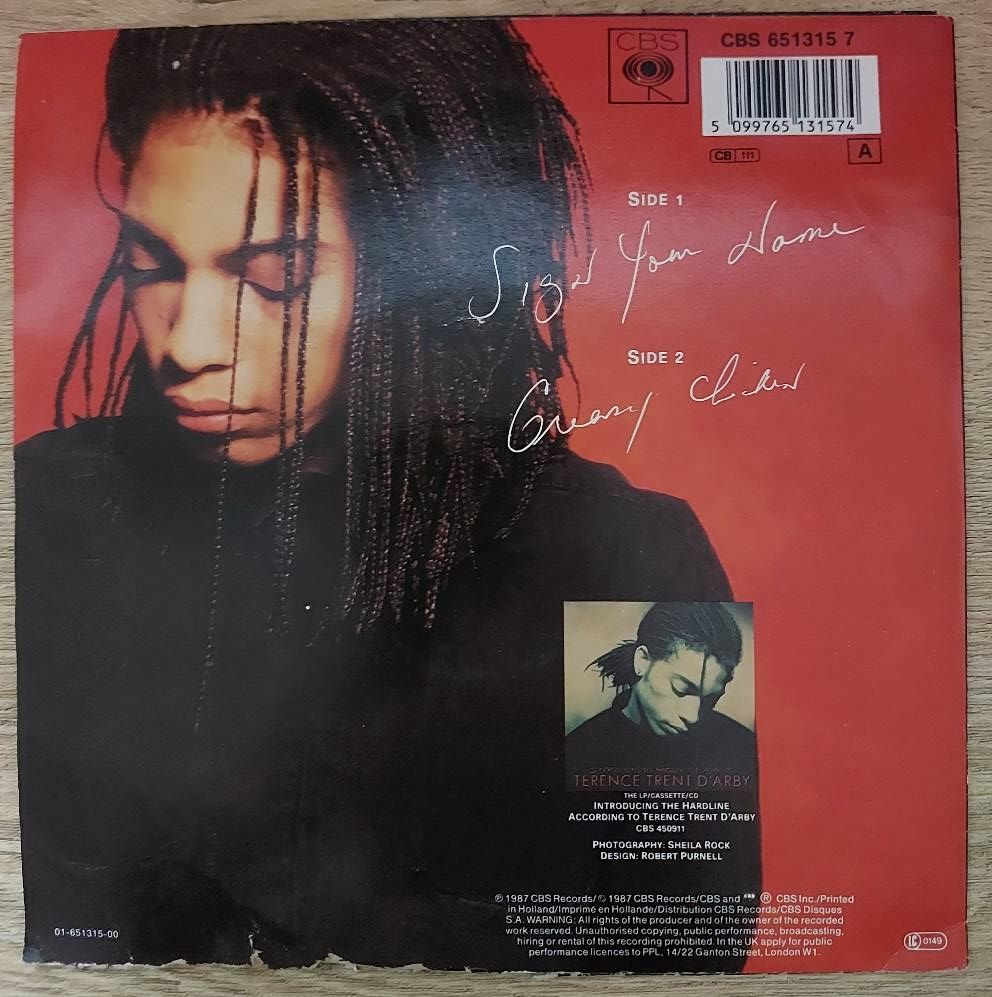 CBS
CBS 651315 7
5 099765 131574
CB 111
A
SIDE 1
Sign Your Name
SIDE 2
Greasy Chicken
TERENCE TRENT D'ARBY
THE LP/CASSETTE/CD
INTRODUCING THE HARDLINE
ACCORDING TO TERENCE TRENT D'ARBY
CBS 450911
PHOTOGRAPHY: SHEILA ROCK
DESIGN: ROBERT PURNELL
℗ 1987 CBS Records/© 1987 CBS Records/CBS and ® CBS Inc./Printed
in Holland/Imprimé en Hollande/Distribution CBS Records/CBS Disques
S.A. WARNING: All rights of the producer and of the owner of the recorded
work reserved. Unauthorised copying, public performance, broadcasting,
hiring or rental of this recording prohibited. In the UK apply for public
performance licences to PPL, 14/22 Ganton Street, London W1.
01-651315-00
LC 0149